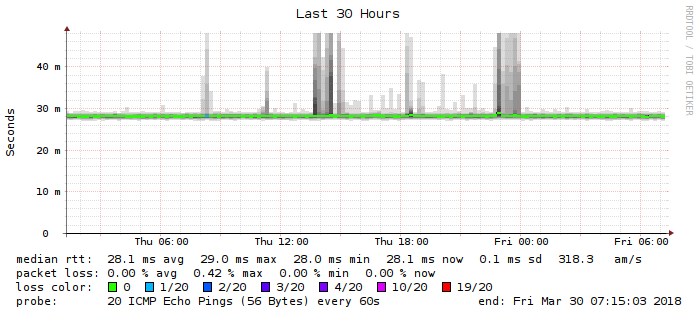 Last 30 Hours
RRDTOOL / TOBI OETIKER
Seconds
40 m
30 m
20 m
10 m
0
Thu 06:00 Thu 12:00 Thu 18:00 Fri 00:00 Fri 06:00
median rtt: 28.1 ms avg 29.0 ms max 28.0 ms min 28.1 ms now 0.1 ms sd 318.3 am/s
packet loss: 0.00 % avg 0.42 % max 0.00 % min 0.00 % now
loss color: 0 1/20 2/20 3/20 4/20 10/20 19/20
probe: 20 ICMP Echo Pings (56 Bytes) every 60s end: Fri Mar 30 07:15:03 2018